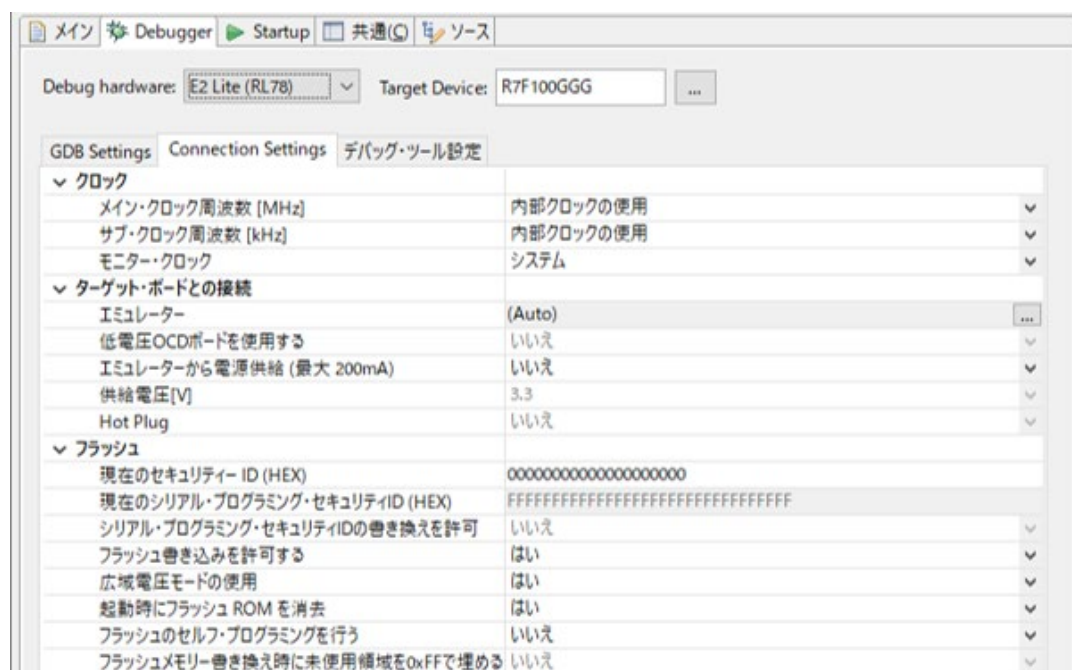 メイン Debugger Startup 共通(C) ソース
Debug hardware: E2 Lite (RL78) Target Device: R7F100GGG ...
GDB Settings Connection Settings デバッグ・ツール設定
クロック
メイン・クロック周波数 [MHz] 内部クロックの使用
サブ・クロック周波数 [kHz] 内部クロックの使用
モニター・クロック システム
ターゲット・ボードとの接続
エミュレーター (Auto) ...
低電圧OCDボードを使用する いいえ
エミュレーターから電源供給 (最大 200mA) いいえ
供給電圧[V] 3.3
Hot Plug いいえ
フラッシュ
現在のセキュリティー ID (HEX) 00000000000000000000
現在のシリアル・プログラミング・セキュリティID (HEX) FFFFFFFFFFFFFFFFFFFFFFFFFFFFFFFF
シリアル・プログラミング・セキュリティIDの書き換えを許可 いいえ
フラッシュ書き込みを許可する はい
広域電圧モードの使用 はい
起動時にフラッシュ ROM を消去 はい
フラッシュのセルフ・プログラミングを行う いいえ
フラッシュメモリー書き換え時に未使用領域を0xFFで埋める いいえ